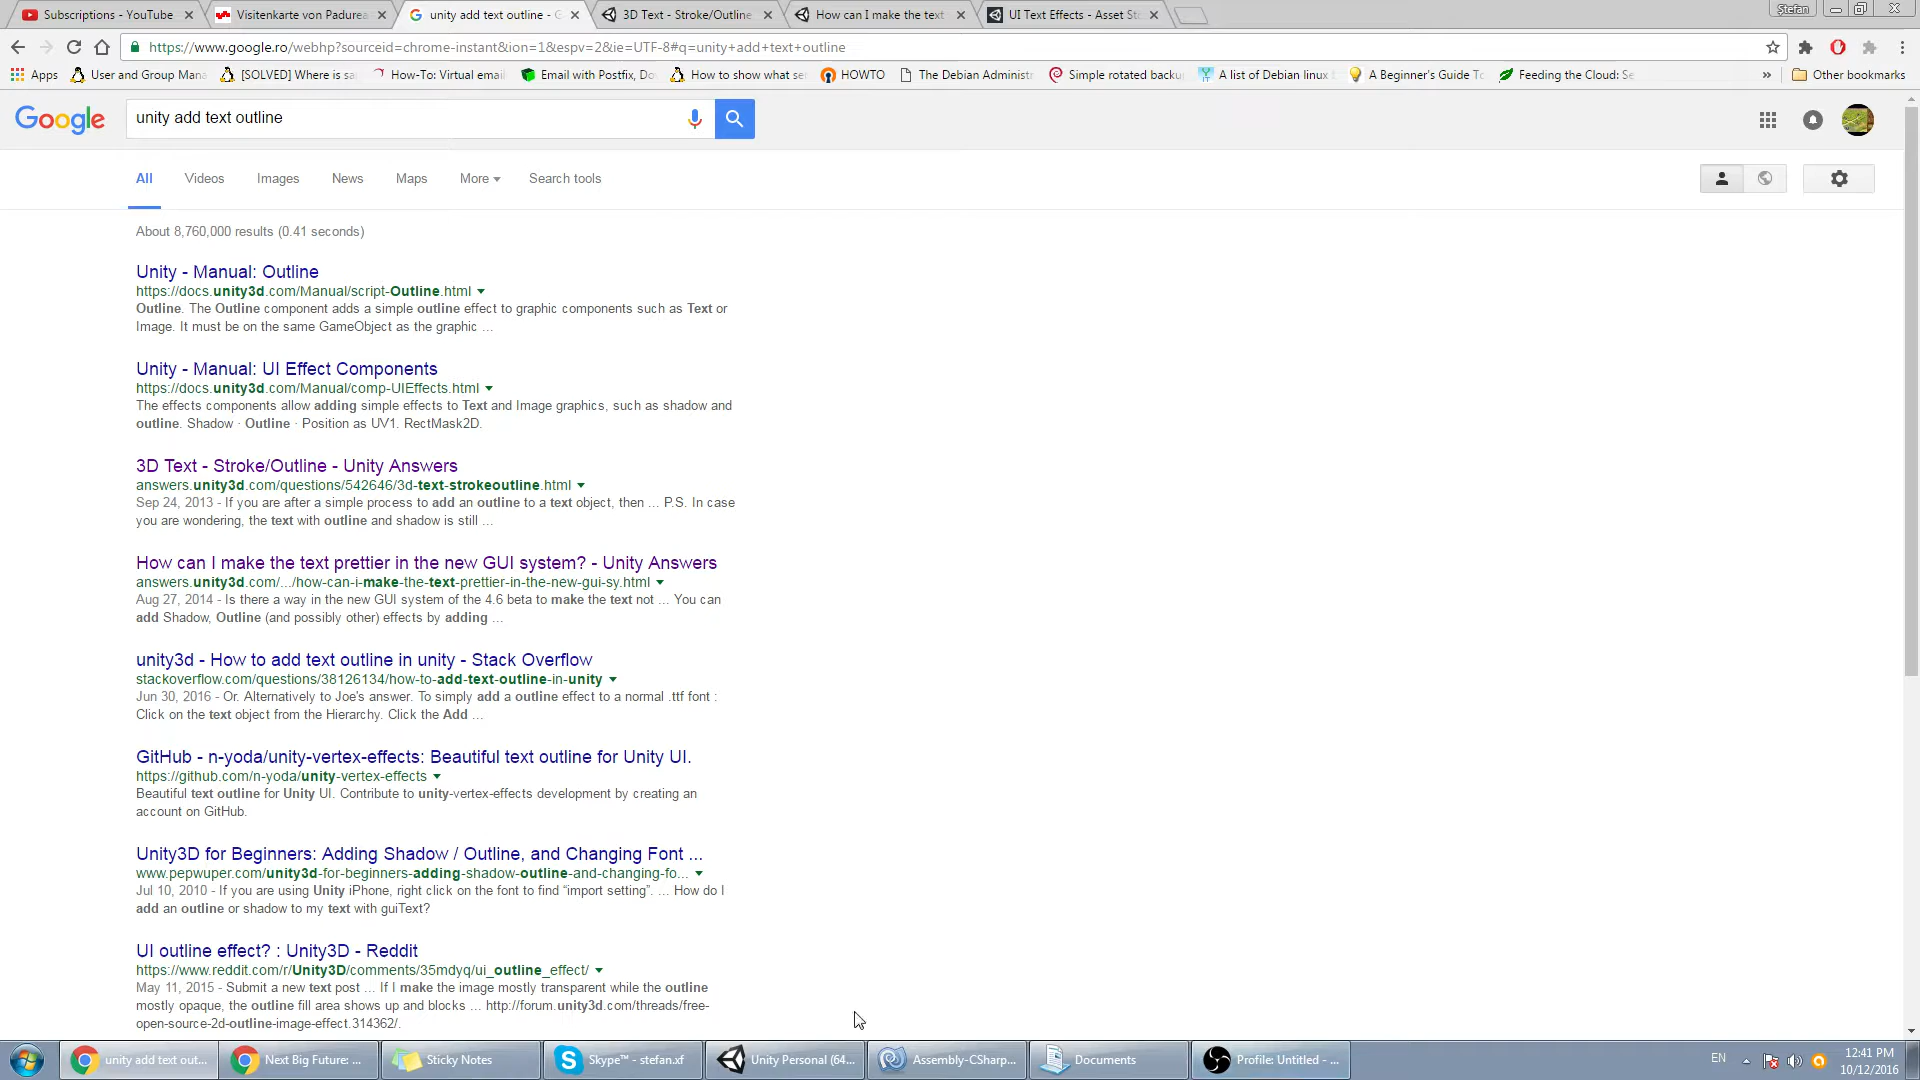 Subscriptions - YouTube
Visitenkarte von Padurea
unity add text outline - G
3D Text - Stroke/Outline
How can I make the text
UI Text Effects - Asset St
Ștefan
https://www.google.ro/webhp?sourceid=chrome-instant&ion=1&espv=2&ie=UTF-8#q=unity+add+text+outline
Apps
User and Group Mana
[SOLVED] Where is sa
How-To: Virtual emai
Email with Postfix, Do
How to show what se
HOWTO
The Debian Administ
Simple rotated backu
A list of Debian linux
A Beginner's Guide To
Feeding the Cloud: Se
»
Other bookmarks
Google
unity add text outline
All
Videos
Images
News
Maps
More
Search tools
About 8,760,000 results (0.41 seconds)
Unity - Manual: Outline
https://docs.unity3d.com/Manual/script-Outline.html
Outline. The Outline component adds a simple outline effect to graphic components such as Text or
Image. It must be on the same GameObject as the graphic ...
Unity - Manual: UI Effect Components
https://docs.unity3d.com/Manual/comp-UIEffects.html
The effects components allow adding simple effects to Text and Image graphics, such as shadow and
outline. Shadow · Outline · Position as UV1. RectMask2D.
3D Text - Stroke/Outline - Unity Answers
answers.unity3d.com/questions/542646/3d-text-strokeoutline.html
Sep 24, 2013 - If you are after a simple process to add an outline to a text object, then ... P.S. In case
you are wondering, the text with outline and shadow is still ...
How can I make the text prettier in the new GUI system? - Unity Answers
answers.unity3d.com/.../how-can-i-make-the-text-prettier-in-the-new-gui-sy.html
Aug 27, 2014 - Is there a way in the new GUI system of the 4.6 beta to make the text not ... You can
add Shadow, Outline (and possibly other) effects by adding ...
unity3d - How to add text outline in unity - Stack Overflow
stackoverflow.com/questions/38126134/how-to-add-text-outline-in-unity
Jun 30, 2016 - Or. Alternatively to Joe's answer. To simply add a outline effect to a normal .ttf font :
Click on the text object from the Hierarchy. Click the Add ...
GitHub - n-yoda/unity-vertex-effects: Beautiful text outline for Unity UI.
https://github.com/n-yoda/unity-vertex-effects
Beautiful text outline for Unity UI. Contribute to unity-vertex-effects development by creating an
account on GitHub.
Unity3D for Beginners: Adding Shadow / Outline, and Changing Font ...
www.pepwuper.com/unity3d-for-beginners-adding-shadow-outline-and-changing-fo...
Jul 10, 2010 - If you are using Unity iPhone, right click on the font to find “import setting”. ... How do I
add an outline or shadow to my text with guiText?
UI outline effect? : Unity3D - Reddit
https://www.reddit.com/r/Unity3D/comments/35mdyq/ui_outline_effect/
May 11, 2015 - Submit a new text post ... If I make the image mostly transparent while the outline
mostly opaque, the outline fill area shows up and blocks ... http://forum.unity3d.com/threads/free-
open-source-2d-outline-image-effect.314362/.
unity add text out...
Next Big Future: ...
Sticky Notes
Skype™ - stefan.xf
Unity Personal (64...
Assembly-CSharp...
Documents
Profile: Untitled - ...
EN
12:41 PM
10/12/2016